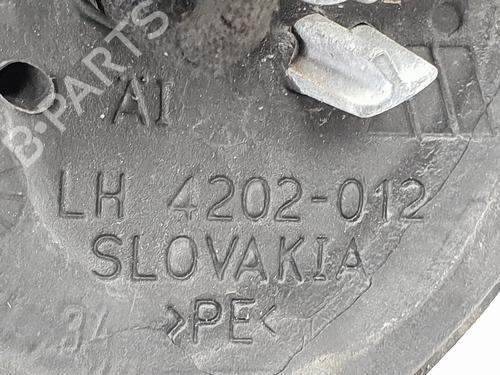 B-PARTS
AI
LH 4202-012
SLOVAKIA
>PE<